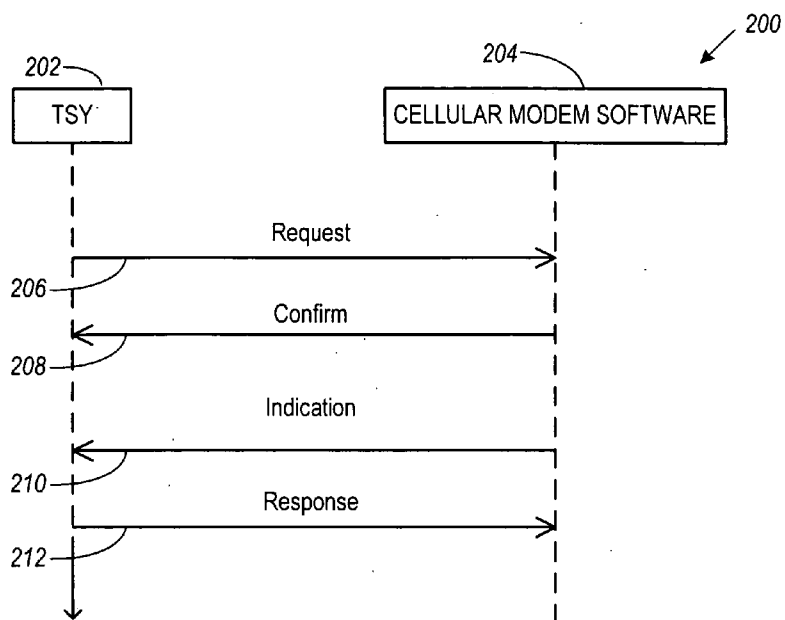 200
202
204
TSY
CELLULAR MODEM SOFTWARE
Request
206
Confirm
208
Indication
210
Response
212